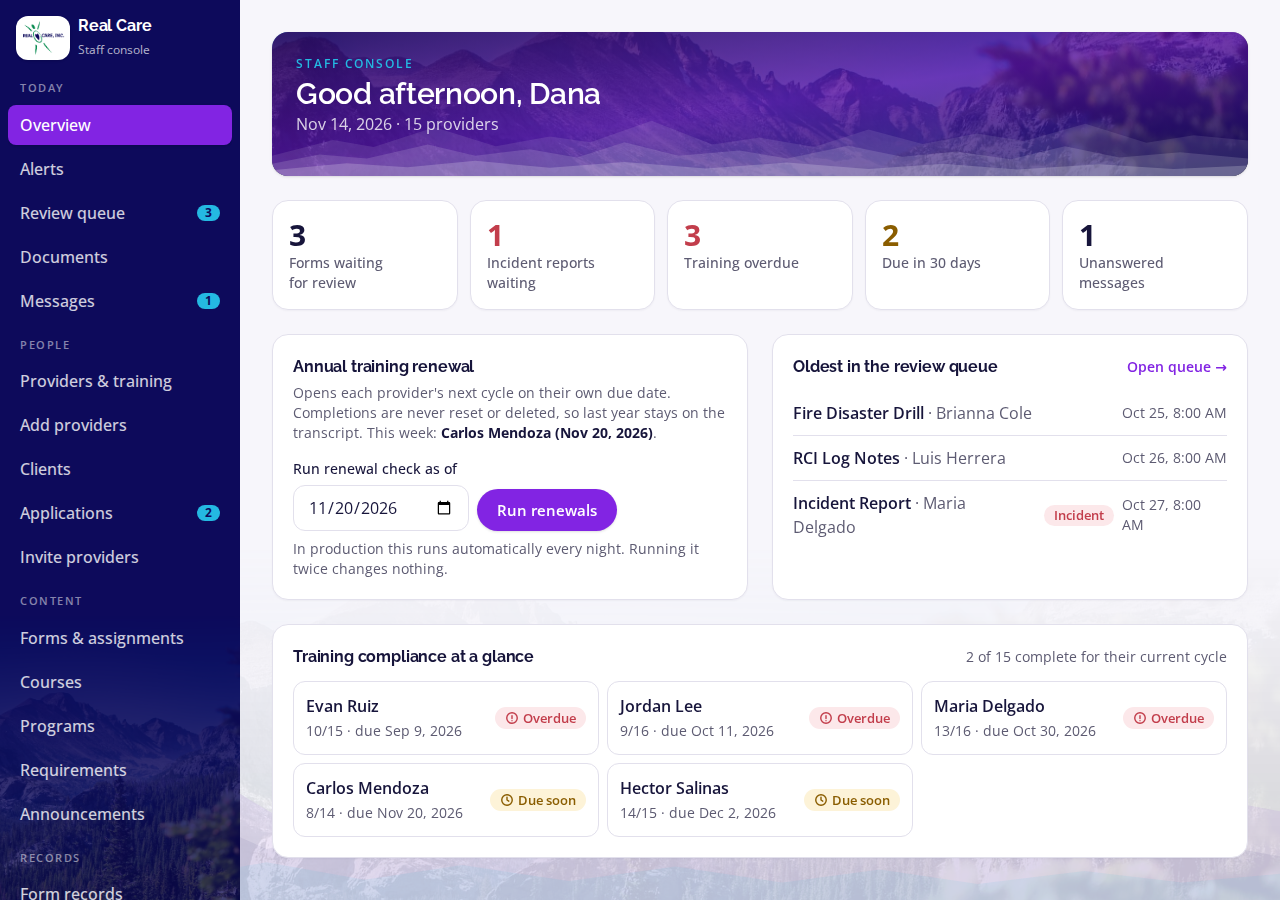 REAL CARE, INC.
Real Care
Staff console
TODAY
Overview
Alerts
Review queue 3
Documents
Messages 1
PEOPLE
Providers & training
Add providers
Clients
Applications 2
Invite providers
CONTENT
Forms & assignments
Courses
Programs
Requirements
Announcements
RECORDS
Form records
STAFF CONSOLE
Good afternoon, Dana
Nov 14, 2026 · 15 providers
3
Forms waiting
for review
1
Incident reports
waiting
3
Training overdue
2
Due in 30 days
1
Unanswered
messages
Annual training renewal
Opens each provider's next cycle on their own due date.
Completions are never reset or deleted, so last year stays on the
transcript. This week: Carlos Mendoza (Nov 20, 2026).
Run renewal check as of
11/20/2026
Run renewals
In production this runs automatically every night. Running it
twice changes nothing.
Oldest in the review queue
Open queue →
Fire Disaster Drill · Brianna Cole
Oct 25, 8:00 AM
RCI Log Notes · Luis Herrera
Oct 26, 8:00 AM
Incident Report · Maria
Delgado
Incident
Oct 27, 8:00
AM
Training compliance at a glance
2 of 15 complete for their current cycle
Evan Ruiz
10/15 · due Sep 9, 2026
Overdue
Jordan Lee
9/16 · due Oct 11, 2026
Overdue
Maria Delgado
13/16 · due Oct 30, 2026
Overdue
Carlos Mendoza
8/14 · due Nov 20, 2026
Due soon
Hector Salinas
14/15 · due Dec 2, 2026
Due soon